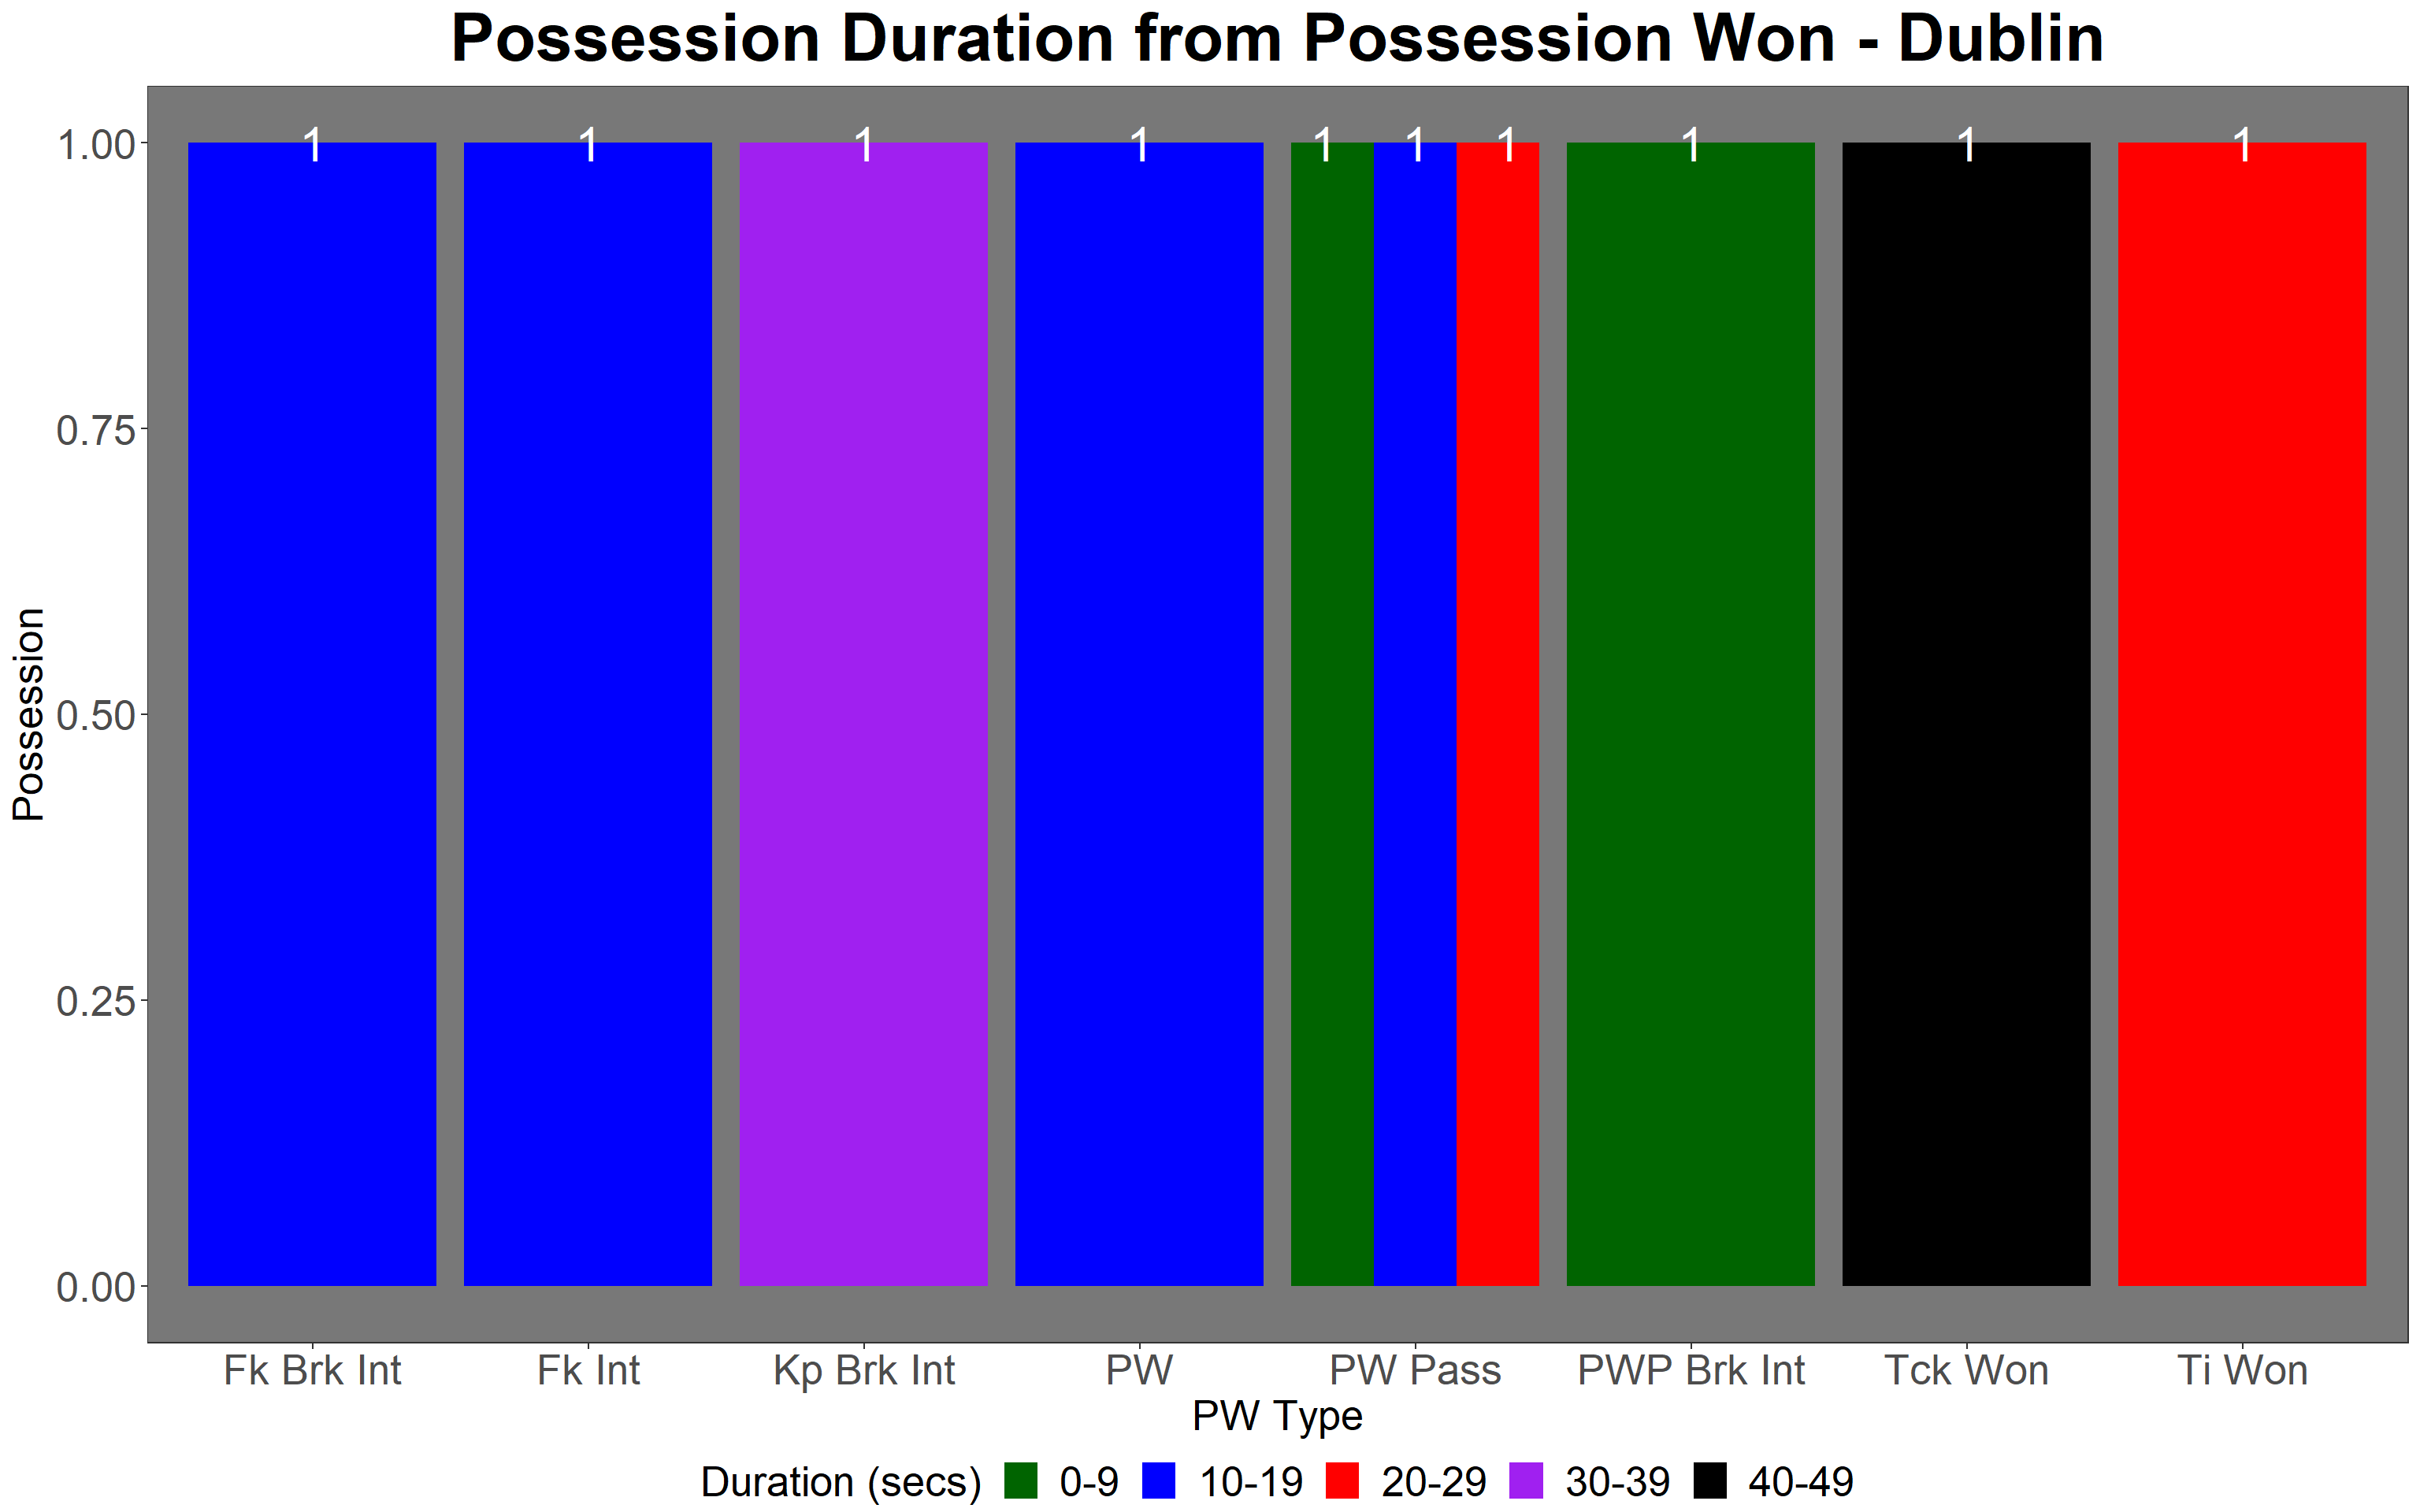 Possession Duration from Possession Won - Dublin
1 1 1 1 1 1 1 1 1 1
1.00
0.75
0.50
0.25
0.00
Possession
Fk Brk Int Fk Int Kp Brk Int PW PW Pass PWP Brk Int Tck Won Ti Won
PW Type
Duration (secs) 0-9 10-19 20-29 30-39 40-49